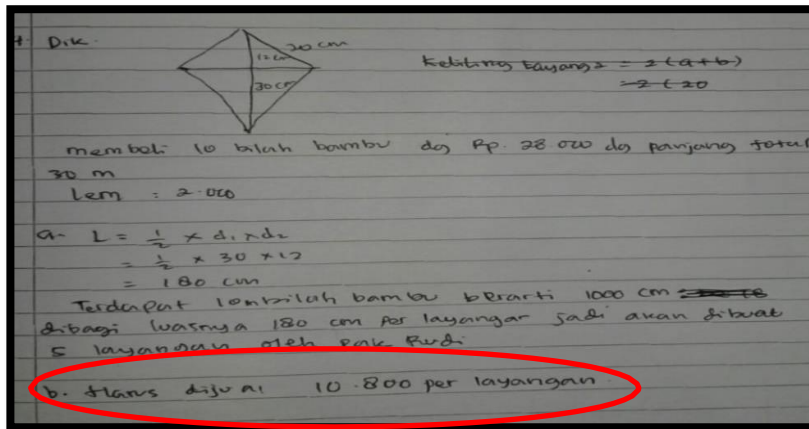 Dik.
20 cm
12 cm
30 cm
Keliling layang2 = 2(a+b)
= 2(20
membeli 10 bilah bambu dg Rp. 28.000 dg panjang total
30 m
Lem = 2.000
a. L = 1/2 x d1 x d2
= 1/2 x 30 x 12
= 180 cm
Terdapat bilah bambu berarti 1000 cm
dibagi luasnya 180 cm per layangan jadi akan dibuat
5 layangan oleh pak Rudi
b. Harus dijual 10.800 per layangan